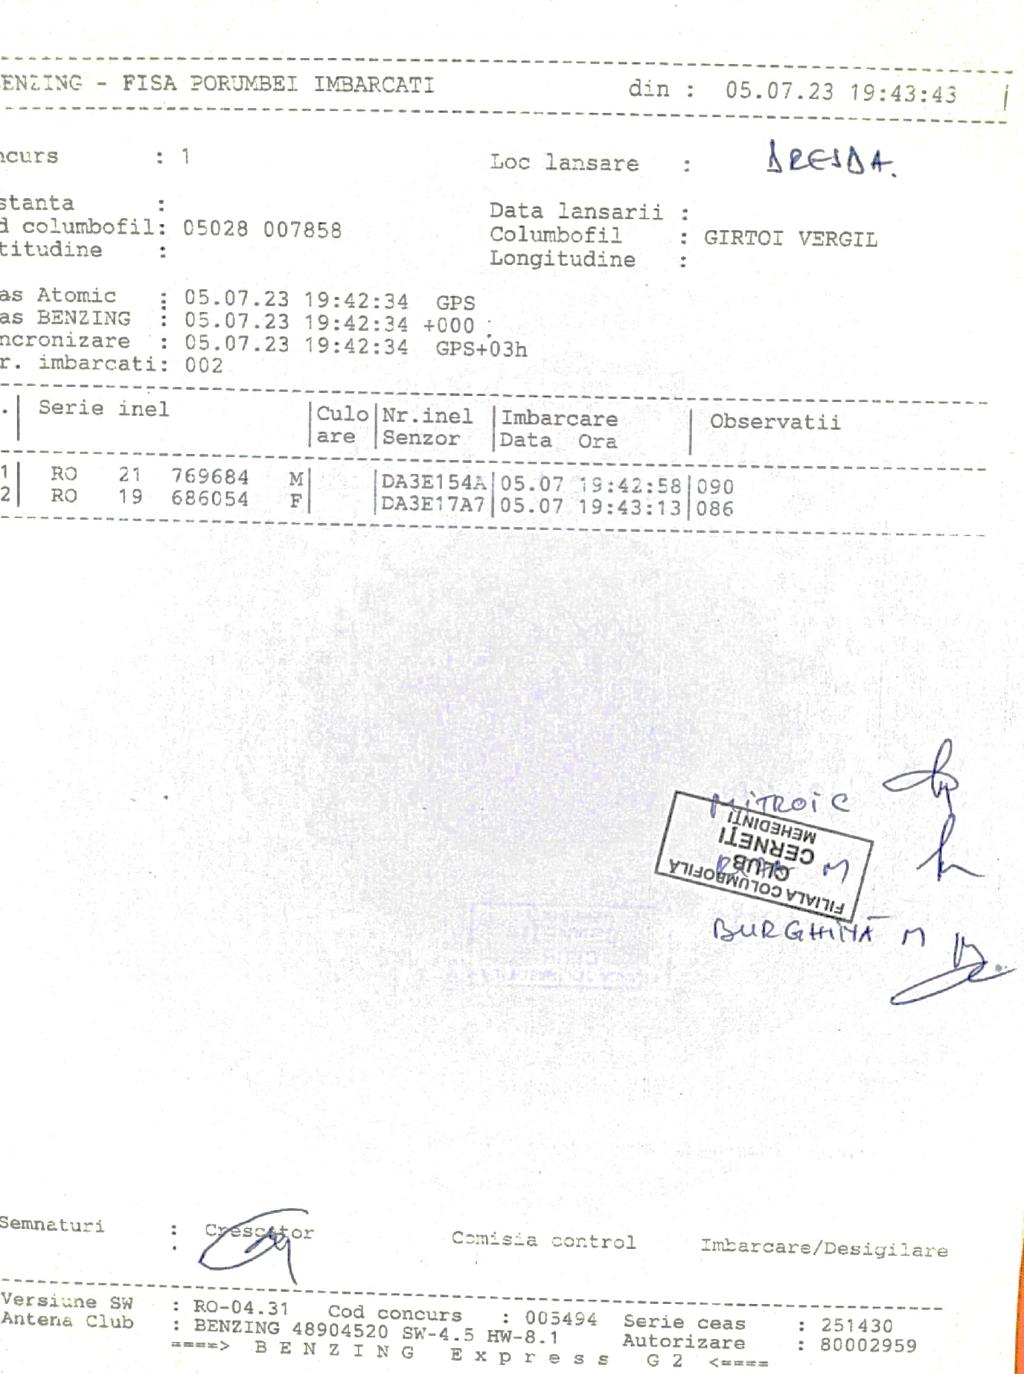 ENZING - FISA PORUMBEI IMBARCATI din : 05.07.23 19:43:43
ncurs : 1 Loc lansare : DRESDA.
stanta : Data lansarii :
d columbofil: 05028 007858 Columbofil : GIRTOI VERGIL
titudine : Longitudine :
as Atomic : 05.07.23 19:42:34 GPS
as BENZING : 05.07.23 19:42:34 +000
ncronizare : 05.07.23 19:42:34 GPS+03h
r. imbarcati: 002
.| Serie inel |Culo|Nr.inel |Imbarcare | Observatii
| |are |Senzor |Data Ora |
1| RO 21 769684 M| |DA3E154A|05.07 19:42:58|090
2| RO 19 686054 F| |DA3E17A7|05.07 19:43:13|086
MITROI C
FILIALA COLUMBOFILA
CLUB
CERNETI
MEHEDINTI
M
BURGHINĂ M
Semnaturi : Crescator Comisia control Imbarcare/Desigilare
:
Versiune SW : RO-04.31 Cod concurs : 005494 Serie ceas : 251430
Antena Club : BENZING 48904520 SW-4.5 HW-8.1 Autorizare : 80002959
====> B E N Z I N G E x p r e s s G 2 <====